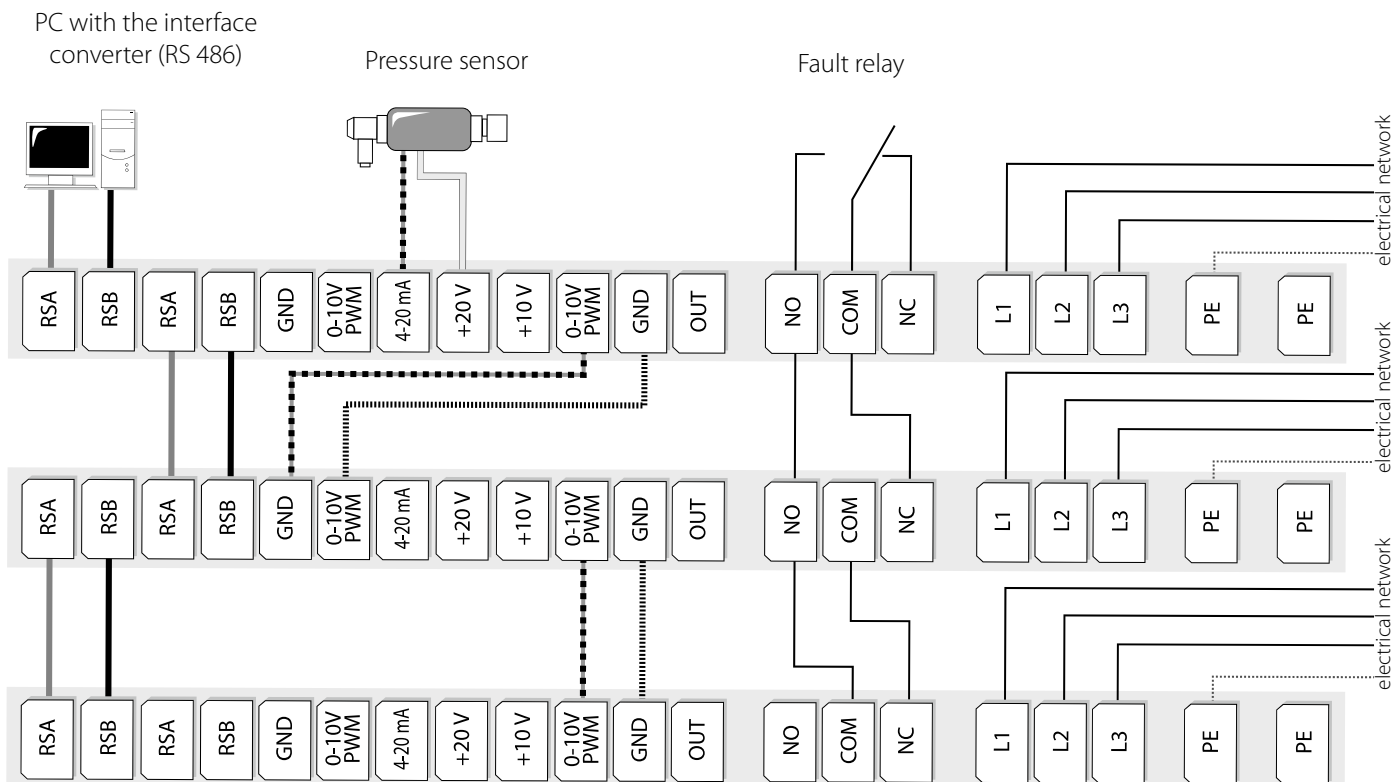 PC with the interface
converter (RS 486)
Pressure sensor
Fault relay
electrical network
RSA
RSB
RSA
RSB
GND
0-10V
PWM
4-20 mA
+20 V
+10 V
0-10V
PWM
GND
OUT
NO
COM
NC
L1
L2
L3
PE
PE
electrical network
RSA
RSB
RSA
RSB
GND
0-10V
PWM
4-20 mA
+20 V
+10 V
0-10V
PWM
GND
OUT
NO
COM
NC
L1
L2
L3
PE
PE
electrical network
RSA
RSB
RSA
RSB
GND
0-10V
PWM
4-20 mA
+20 V
+10 V
0-10V
PWM
GND
OUT
NO
COM
NC
L1
L2
L3
PE
PE